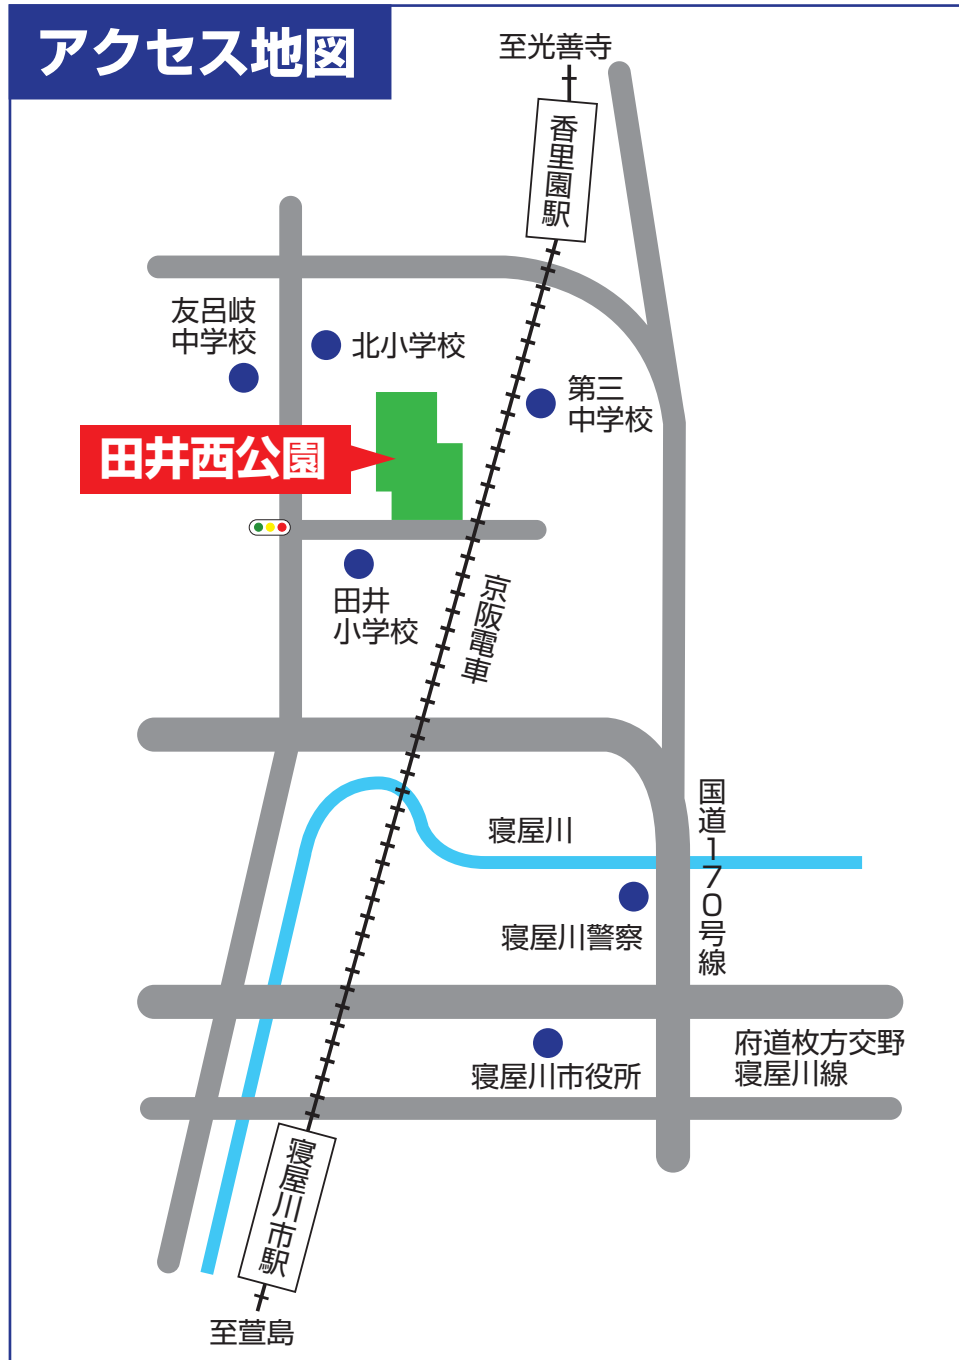 アクセス地図
至光善寺
香里園駅
友呂岐
中学校
北小学校
第三
中学校
田井西公園
田井
小学校
京阪電車
国道170号線
寝屋川
寝屋川警察
府道枚方交野
寝屋川線
寝屋川市役所
寝屋川市駅
至萱島